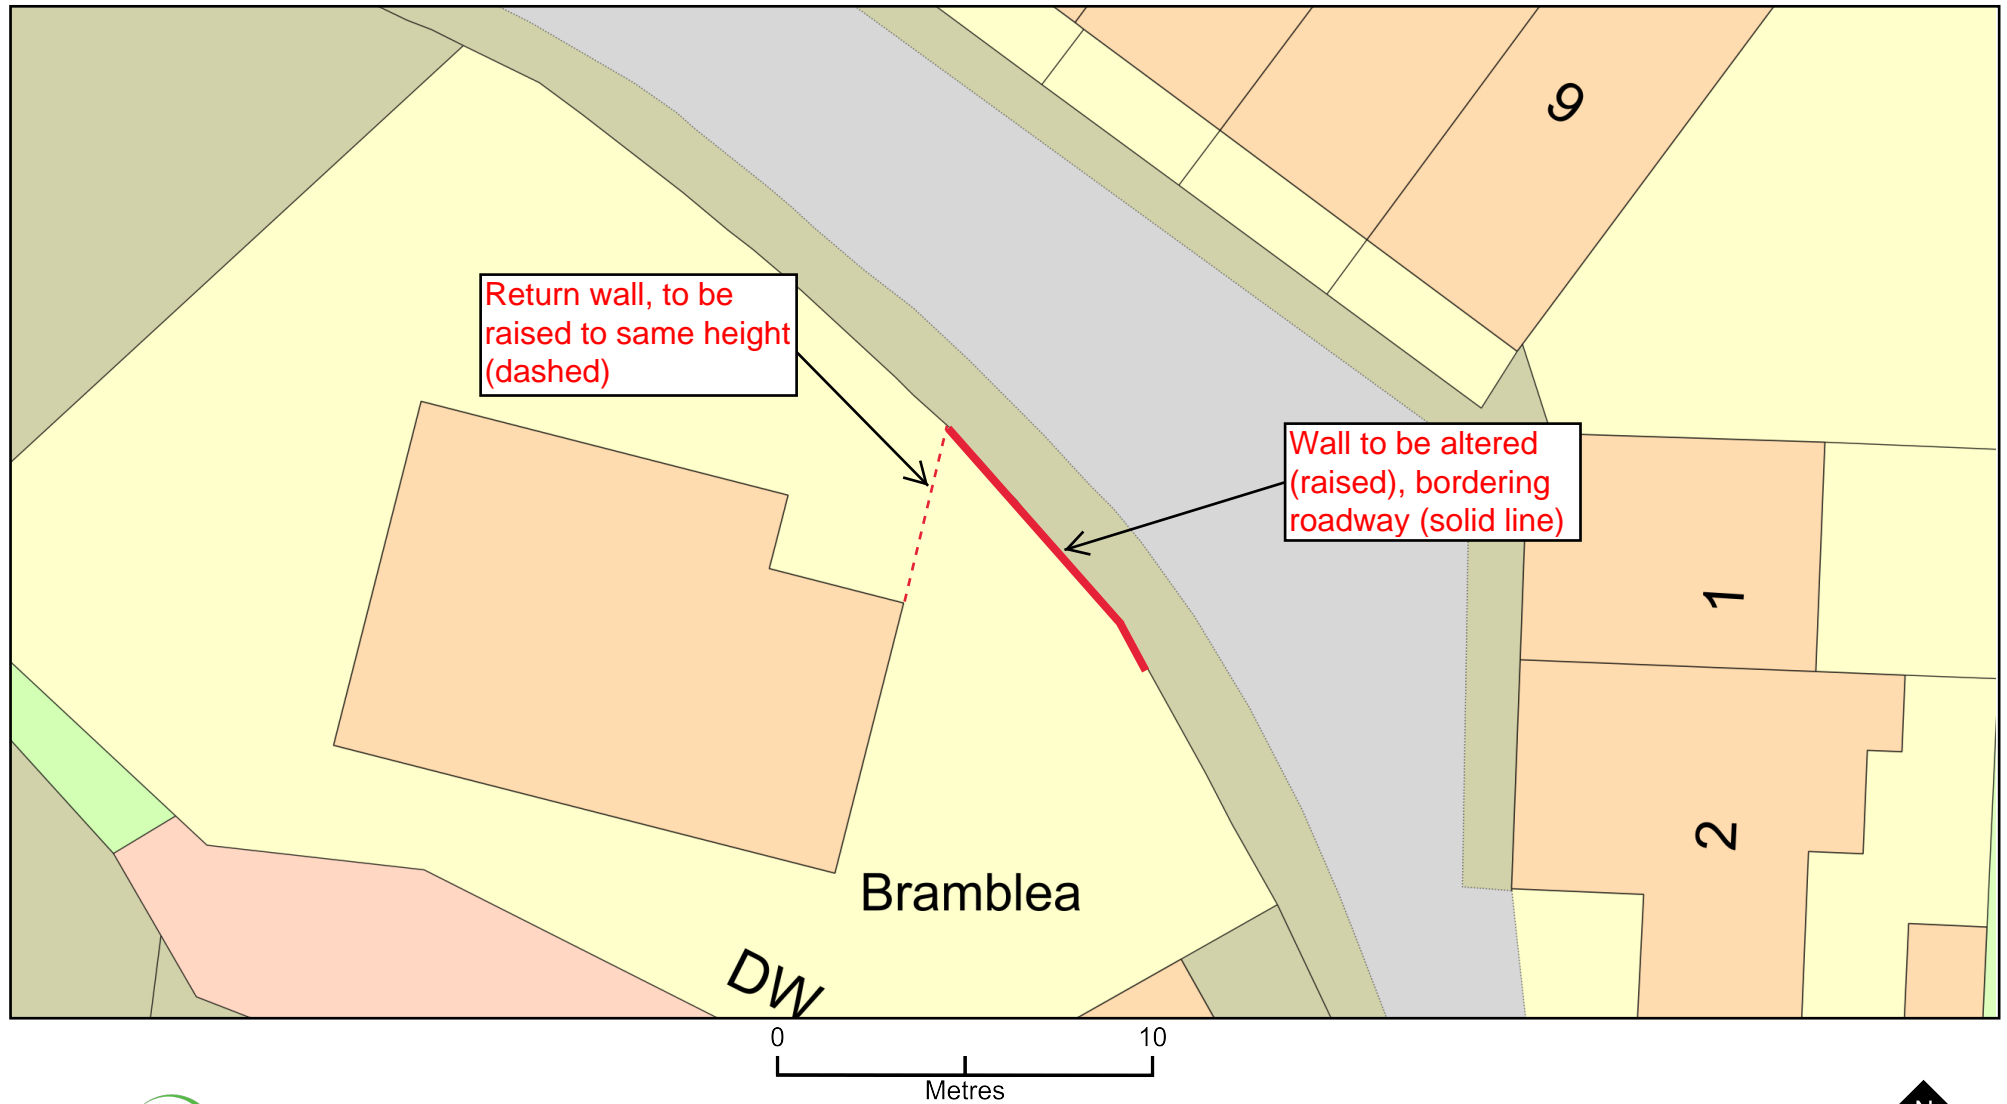 9
Return wall, to be
raised to same height
(dashed)
Wall to be altered
(raised), bordering
roadway (solid line)
1
2
Bramblea
DW
0 10
Metres
N